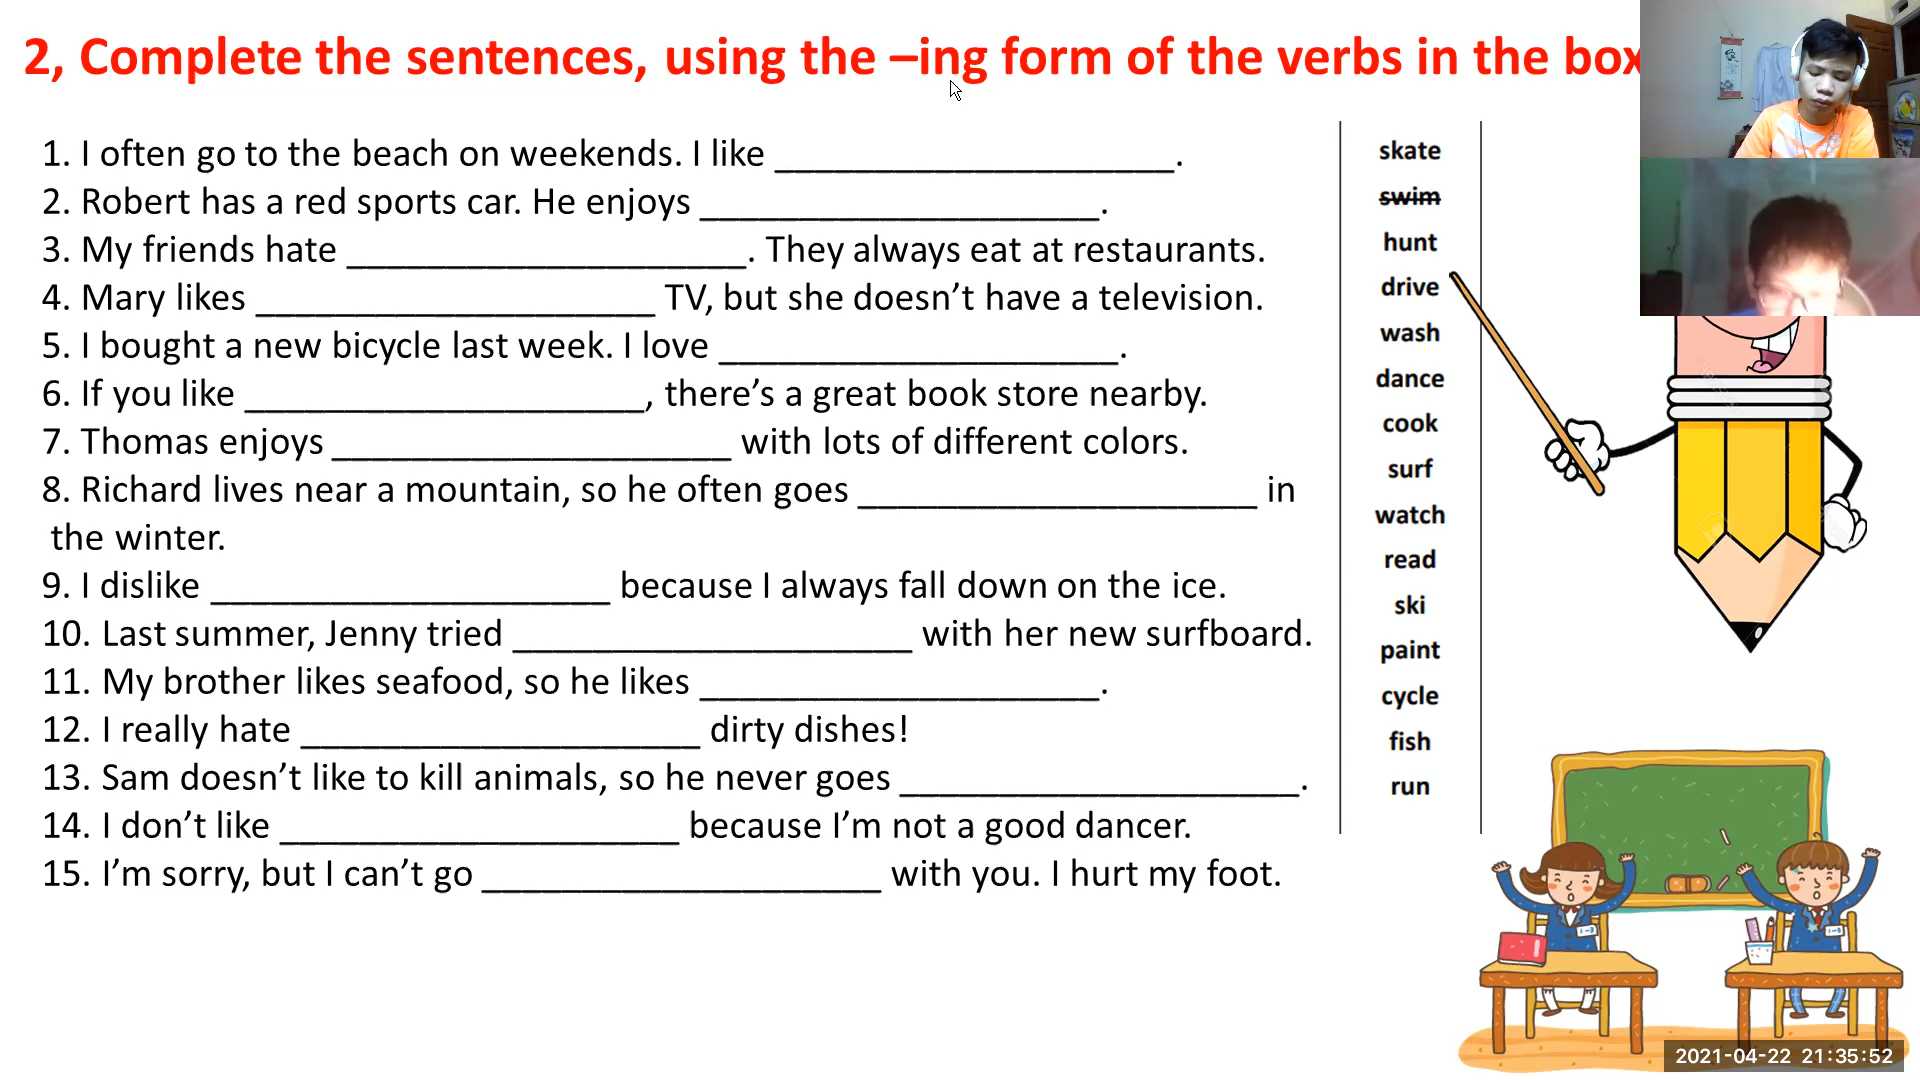 2, Complete the sentences, using the –ing form of the verbs in the box
1. I often go to the beach on weekends. I like ____________________.
2. Robert has a red sports car. He enjoys ____________________.
3. My friends hate ____________________. They always eat at restaurants.
4. Mary likes ____________________ TV, but she doesn’t have a television.
5. I bought a new bicycle last week. I love ____________________.
6. If you like ____________________, there’s a great book store nearby.
7. Thomas enjoys ____________________ with lots of different colors.
8. Richard lives near a mountain, so he often goes ____________________ in
the winter.
9. I dislike ____________________ because I always fall down on the ice.
10. Last summer, Jenny tried ____________________ with her new surfboard.
11. My brother likes seafood, so he likes ____________________.
12. I really hate ____________________ dirty dishes!
13. Sam doesn’t like to kill animals, so he never goes ____________________.
14. I don’t like ____________________ because I’m not a good dancer.
15. I’m sorry, but I can’t go ____________________ with you. I hurt my foot.
skate
swim
hunt
drive
wash
dance
cook
surf
watch
read
ski
paint
cycle
fish
run
2021-04-22 21:35:52